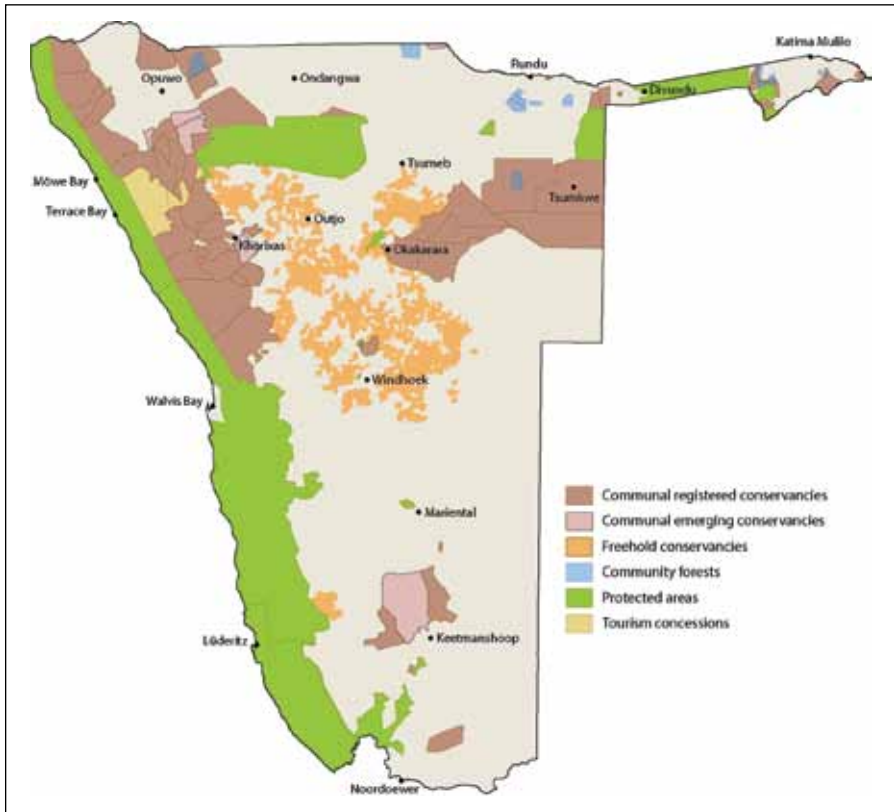 Katima Mulilo
Rundu
Opuwo
Ondangwa
Divundu
Tsumeb
Möwe Bay
Tsumkwe
Terrace Bay
Outjo
Khorixas
Okakarara
Windhoek
Walvis Bay
Communal registered conservancies
Communal emerging conservancies
Freehold conservancies
Community forests
Protected areas
Tourism concessions
Mariental
Lüderitz
Keetmanshoop
Noordoewer